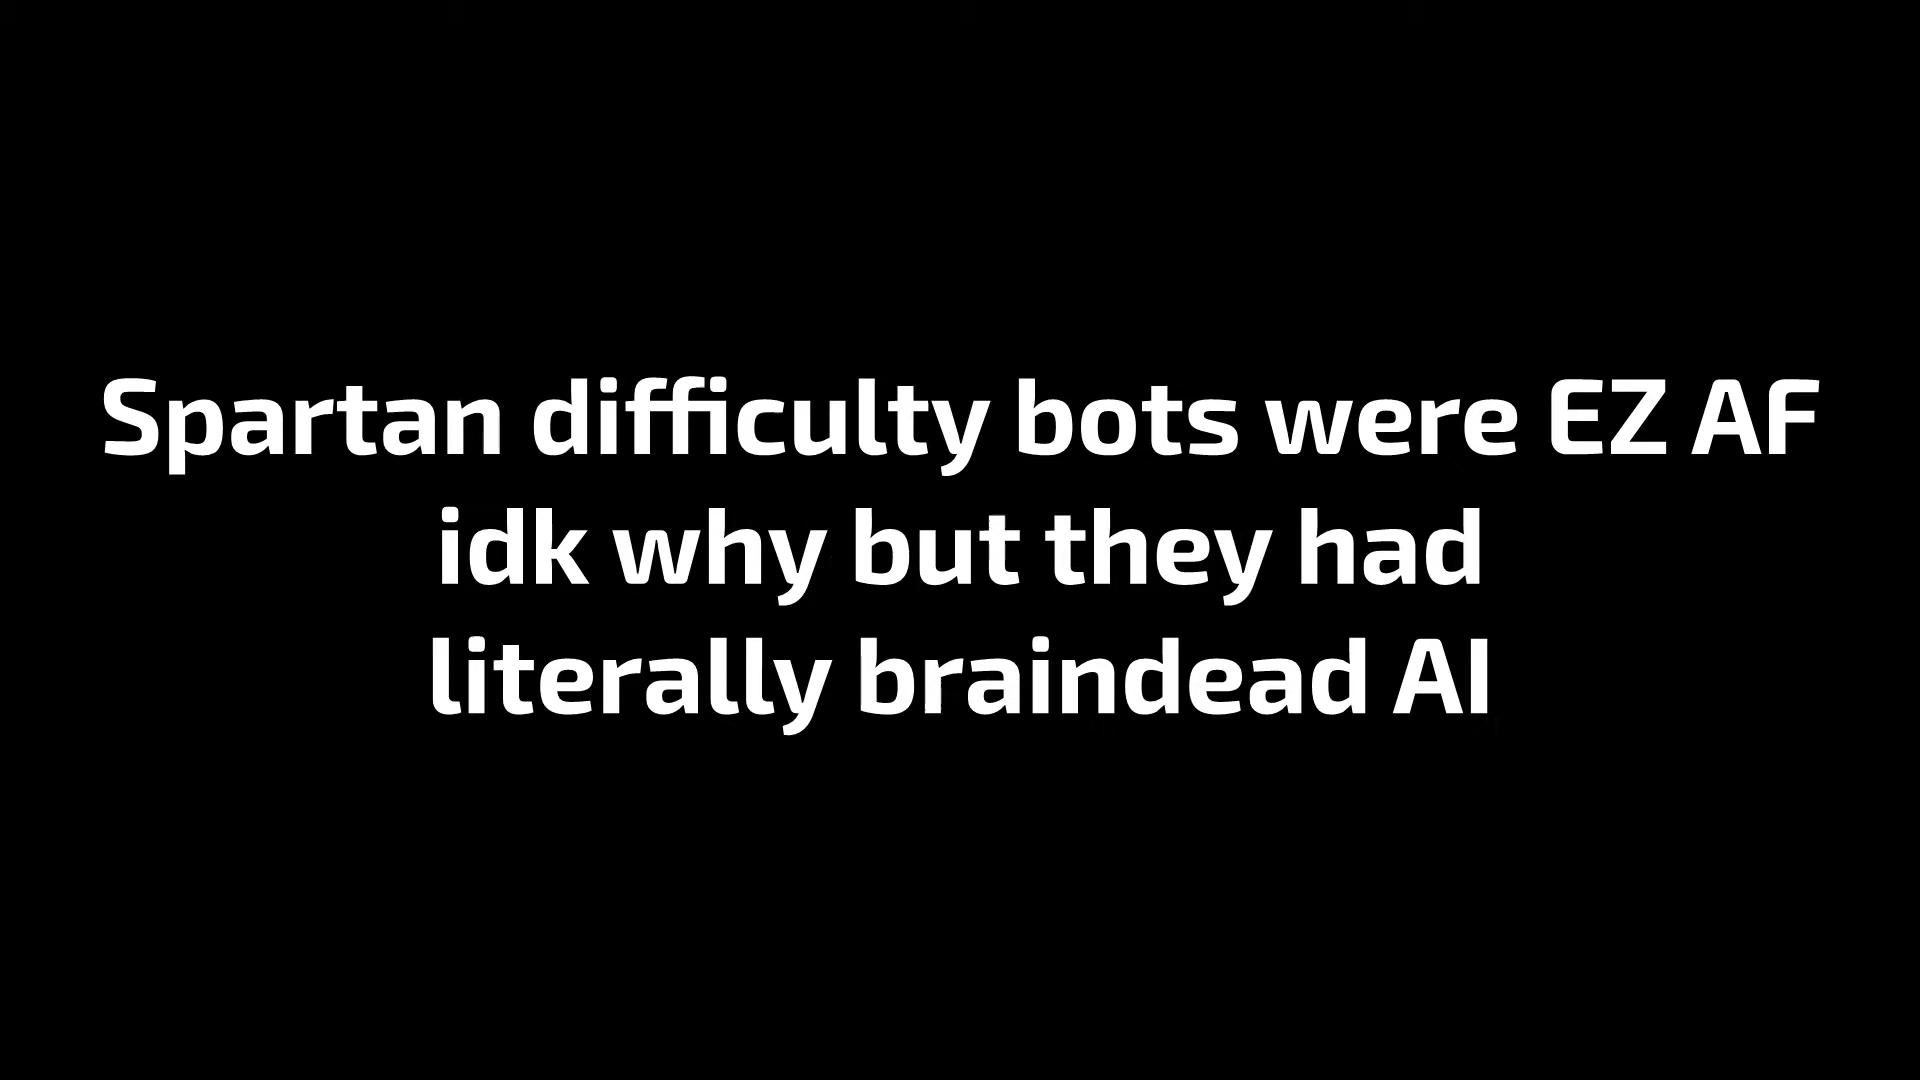 Spartan difficulty bots were EZ AF
idk why but they had
literally braindead AI